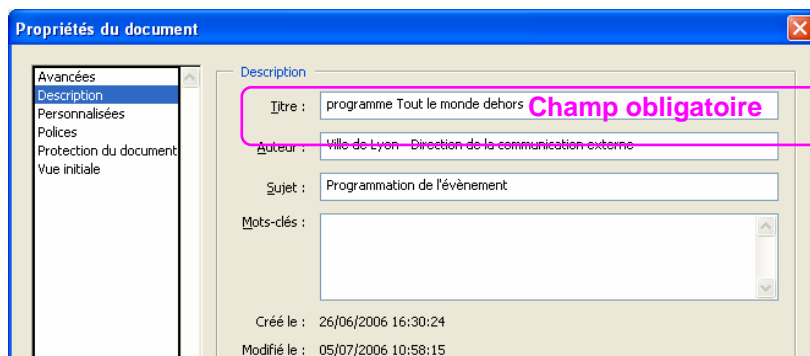 Propriétés du document
Avancées
Description
Personnalisées
Polices
Protection du document
Vue initiale
Description
Titre : programme Tout le monde dehors Champ obligatoire
Auteur : Ville de Lyon - Direction de la communication externe
Sujet : Programmation de l'évènement
Mots-clés :
Créé le : 26/06/2006 16:30:24
Modifié le : 05/07/2006 10:58:15